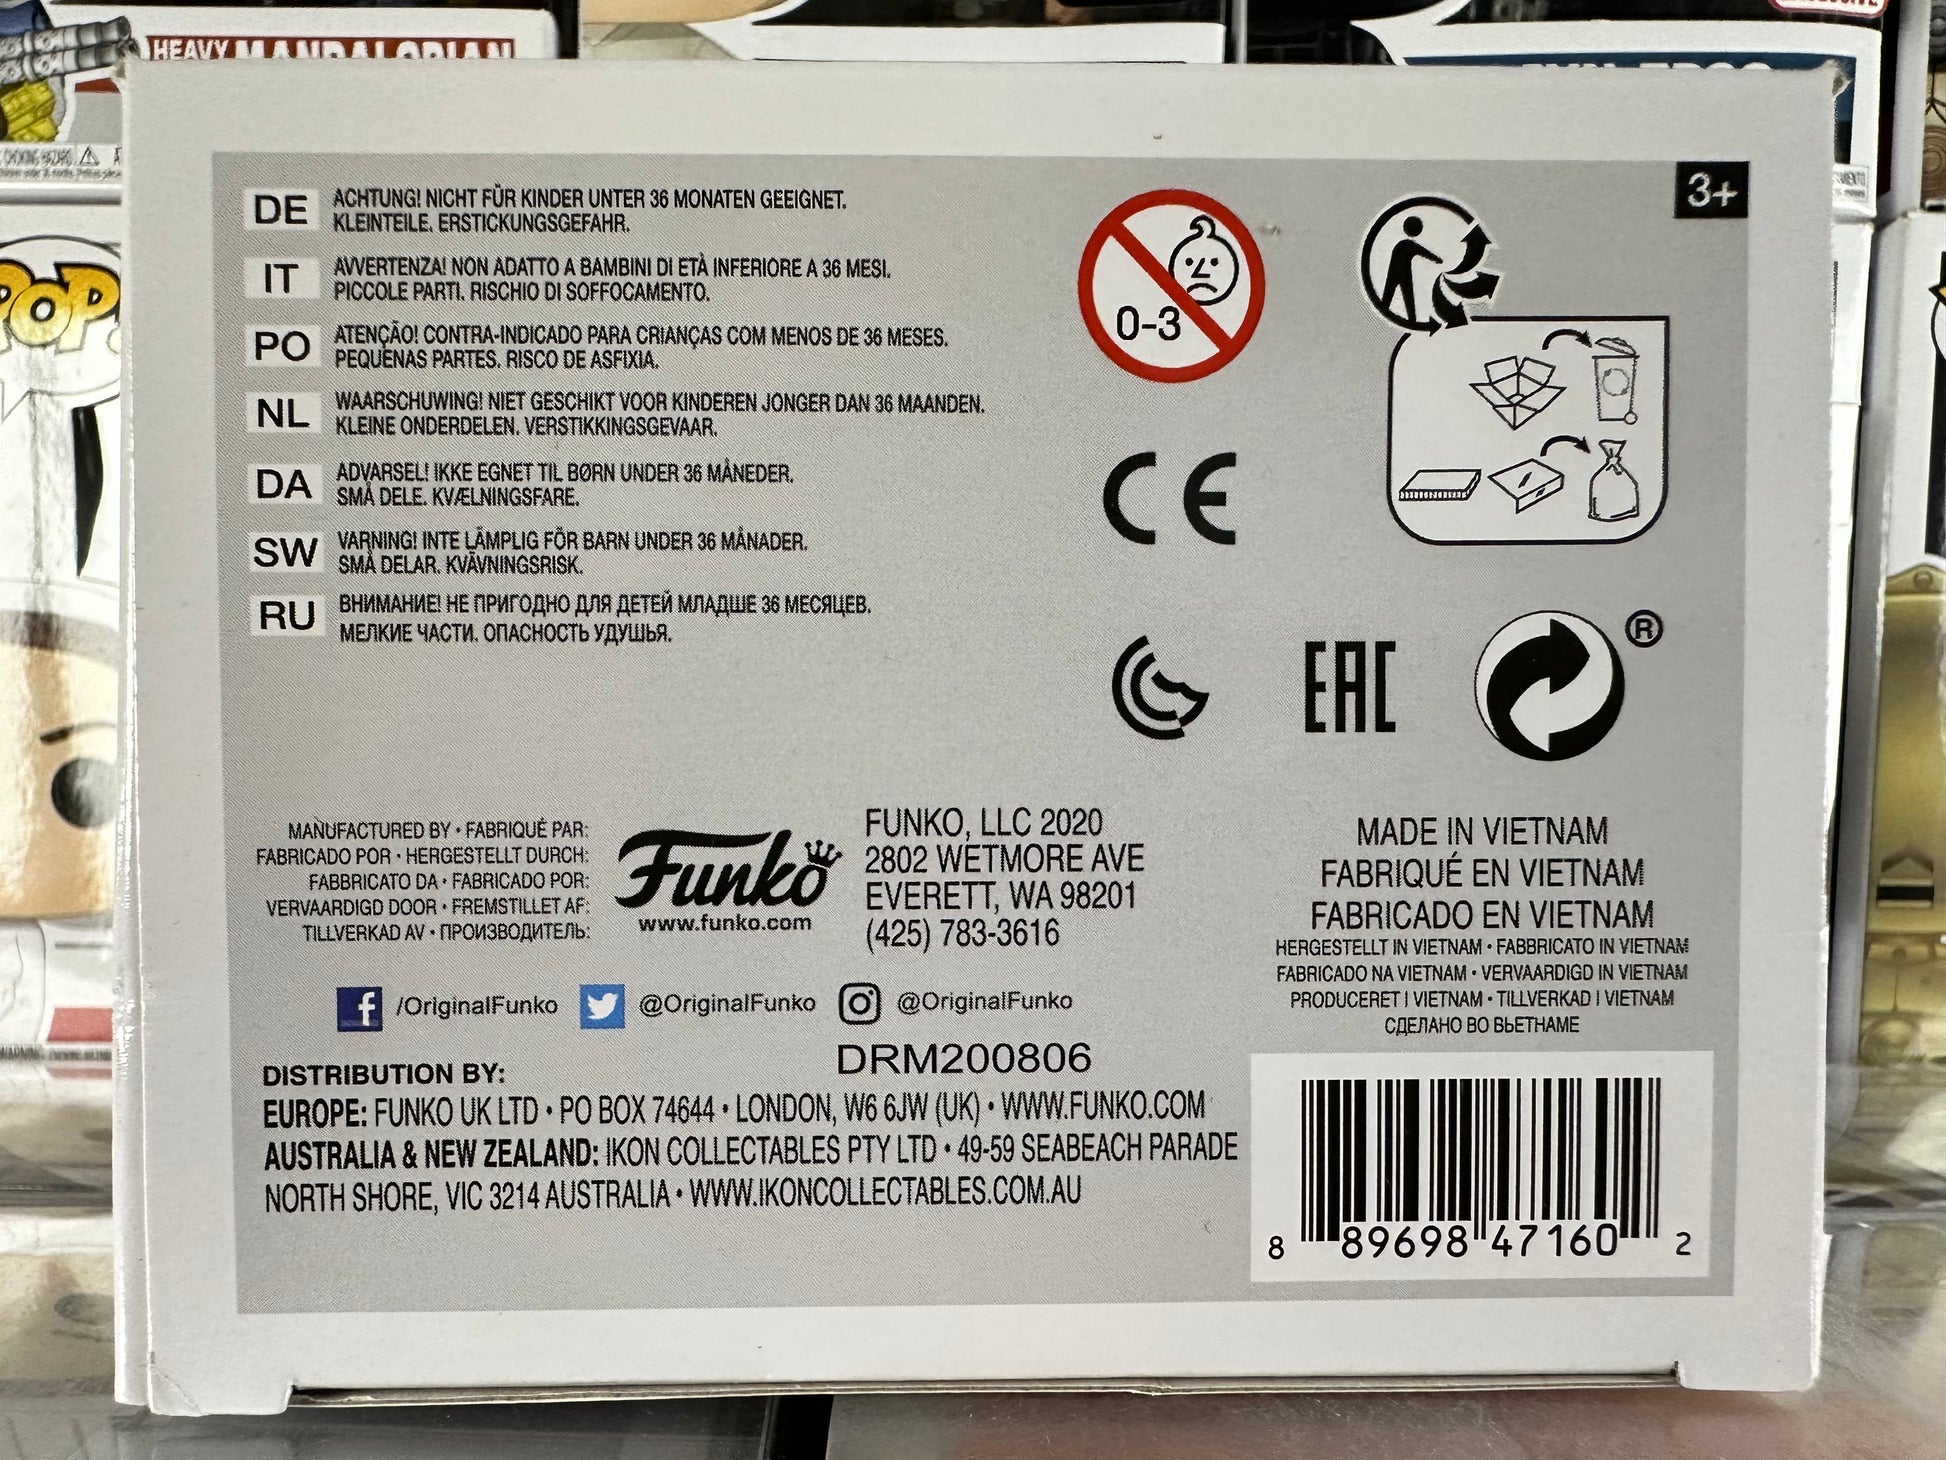 HEAVY MANDALORIAN
POP!
3+
DE ACHTUNG! NICHT FÜR KINDER UNTER 36 MONATEN GEEIGNET.
KLEINTEILE. ERSTICKUNGSGEFAHR.
IT AVVERTENZA! NON ADATTO A BAMBINI DI ETÀ INFERIORE A 36 MESI.
PICCOLE PARTI. RISCHIO DI SOFFOCAMENTO.
PO ATENÇÃO! CONTRA-INDICADO PARA CRIANÇAS COM MENOS DE 36 MESES.
PEQUENAS PARTES. RISCO DE ASFIXIA.
NL WAARSCHUWING! NIET GESCHIKT VOOR KINDEREN JONGER DAN 36 MAANDEN.
KLEINE ONDERDELEN. VERSTIKKINGSGEVAAR.
DA ADVARSEL! IKKE EGNET TIL BØRN UNDER 36 MÅNEDER.
SMÅ DELE. KVÆLNINGSFARE.
SW VARNING! INTE LÄMPLIG FÖR BARN UNDER 36 MÅNADER.
SMÅ DELAR. KVÄVNINGSRISK.
RU ВНИМАНИЕ! НЕ ПРИГОДНО ДЛЯ ДЕТЕЙ МЛАДШЕ 36 МЕСЯЦЕВ.
МЕЛКИЕ ЧАСТИ. ОПАСНОСТЬ УДУШЬЯ.
0-3
CE
EAC
®
MANUFACTURED BY • FABRIQUÉ PAR:
FABRICADO POR • HERGESTELLT DURCH:
FABBRICATO DA • FABRICADO POR:
VERVAARDIGD DOOR • FREMSTILLET AF:
TILLVERKAD AV • ПРОИЗВОДИТЕЛЬ:
Funko
www.funko.com
FUNKO, LLC 2020
2802 WETMORE AVE
EVERETT, WA 98201
(425) 783-3616
MADE IN VIETNAM
FABRIQUÉ EN VIETNAM
FABRICADO EN VIETNAM
HERGESTELLT IN VIETNAM • FABBRICATO IN VIETNAM
FABRICADO NA VIETNAM • VERVAARDIGD IN VIETNAM
PRODUCERET I VIETNAM • TILLVERKAD I VIETNAM
СДЕЛАНО ВО ВЬЕТНАМЕ
/OriginalFunko @OriginalFunko @OriginalFunko
DRM200806
DISTRIBUTION BY:
EUROPE: FUNKO UK LTD • PO BOX 74644 • LONDON, W6 6JW (UK) • WWW.FUNKO.COM
AUSTRALIA & NEW ZEALAND: IKON COLLECTABLES PTY LTD • 49-59 SEABEACH PARADE
NORTH SHORE, VIC 3214 AUSTRALIA • WWW.IKONCOLLECTABLES.COM.AU
8 89698 47160 2